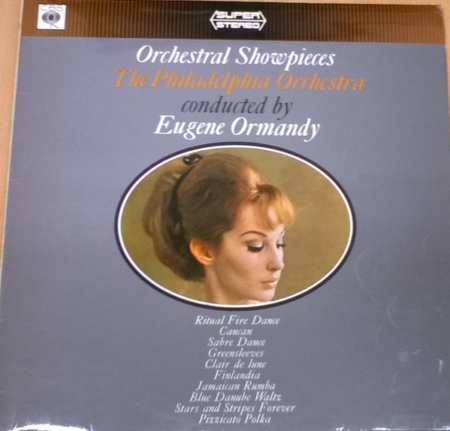 CBS
SUPER
STEREO
Orchestral Showpieces
The Philadelphia Orchestra
conducted by
Eugene Ormandy
Ritual Fire Dance
Cancan
Sabre Dance
Greensleeves
Clair de lune
Finlandia
Jamaican Rumba
Blue Danube Waltz
Stars and Stripes Forever
Pizzicato Polka